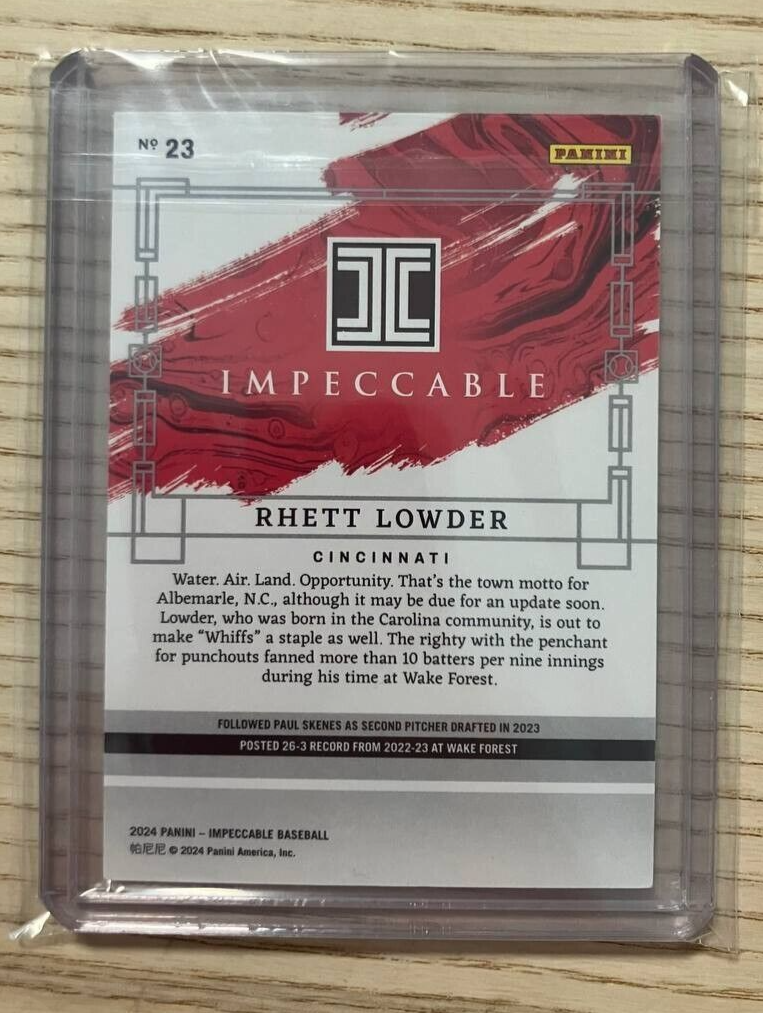 Nº 23
PANINI
IMPECCABLE
RHETT LOWDER
CINCINNATI
Water. Air. Land. Opportunity. That's the town motto for
Albemarle, N.C., although it may be due for an update soon.
Lowder, who was born in the Carolina community, is out to
make “Whiffs” a staple as well. The righty with the penchant
for punchouts fanned more than 10 batters per nine innings
during his time at Wake Forest.
FOLLOWED PAUL SKENES AS SECOND PITCHER DRAFTED IN 2023
POSTED 26-3 RECORD FROM 2022-23 AT WAKE FOREST
2024 PANINI – IMPECCABLE BASEBALL
帕尼尼 © 2024 Panini America, Inc.